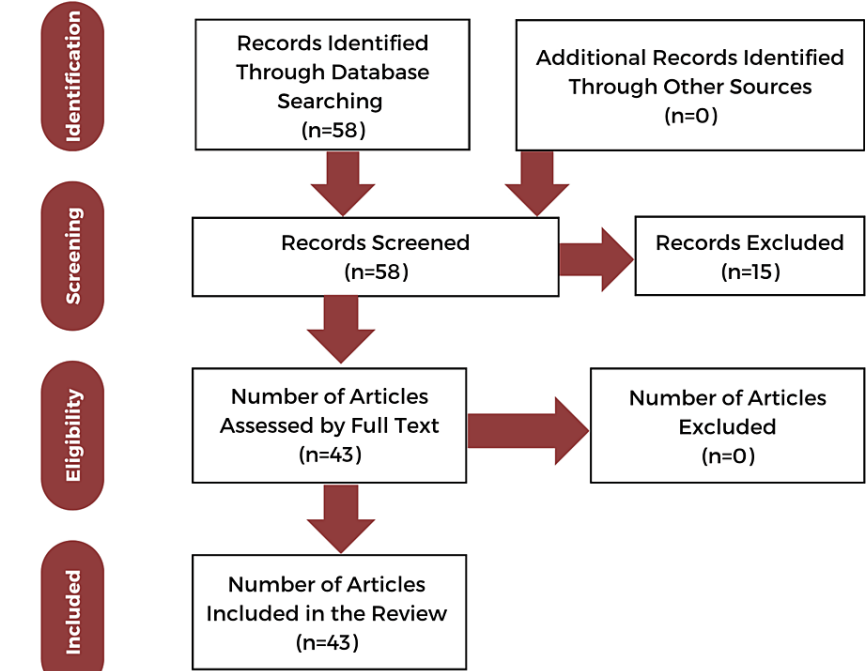 Identification
Records Identified
Through Database
Searching
(n=58)
Additional Records Identified
Through Other Sources
(n=0)
Screening
Records Screened
(n=58)
Records Excluded
(n=15)
Eligibility
Number of Articles
Assessed by Full Text
(n=43)
Number of Articles
Excluded
(n=0)
Included
Number of Articles
Included in the Review
(n=43)